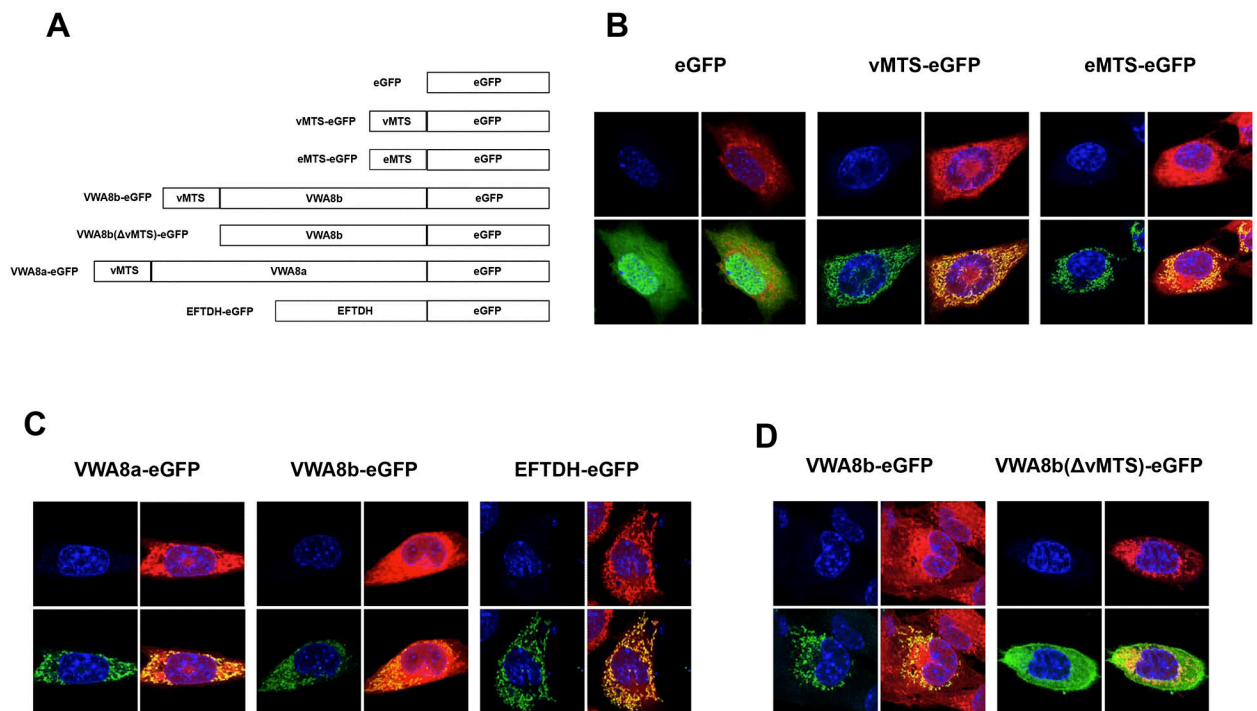 A
eGFP eGFP
vMTS-eGFP vMTS eGFP
eMTS-eGFP eMTS eGFP
VWA8b-eGFP vMTS VWA8b eGFP
VWA8b(ΔvMTS)-eGFP VWA8b eGFP
VWA8a-eGFP vMTS VWA8a eGFP
EFTDH-eGFP EFTDH eGFP
B
eGFP vMTS-eGFP eMTS-eGFP
C
VWA8a-eGFP VWA8b-eGFP EFTDH-eGFP
D
VWA8b-eGFP VWA8b(ΔvMTS)-eGFP